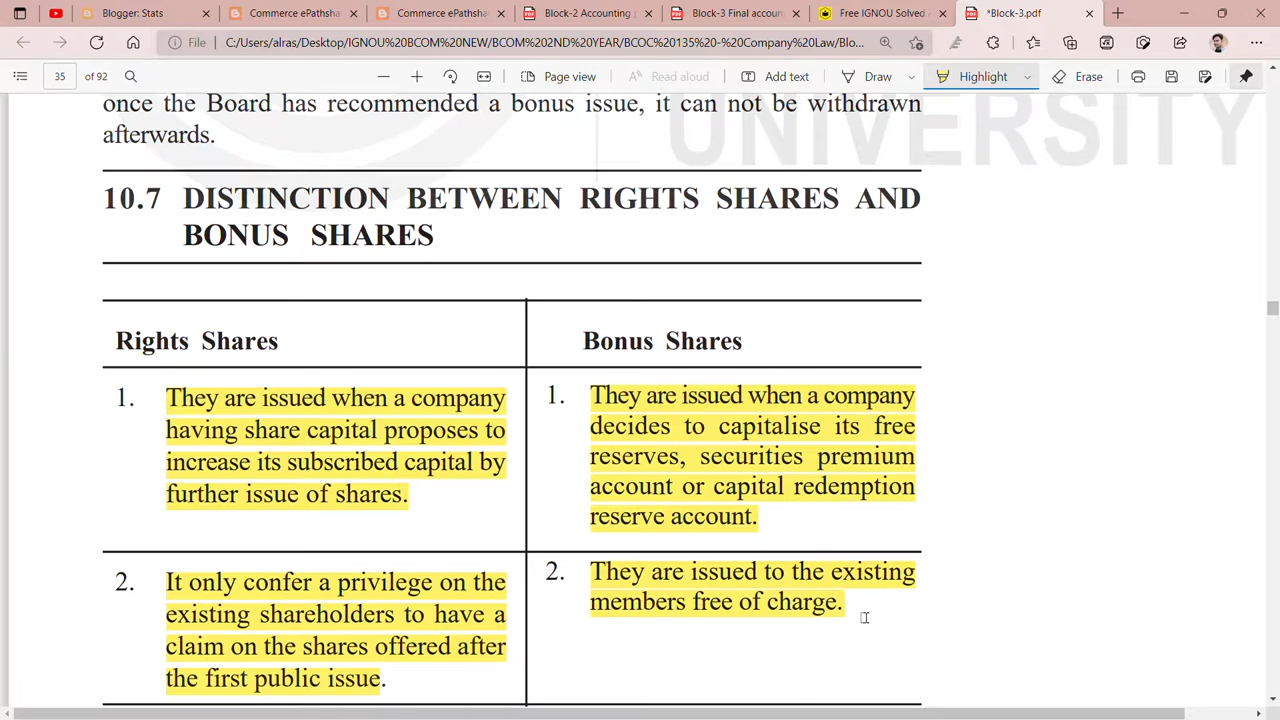 Blogger: Stats
Commerce ePathshal
Commerce ePathshal
Block-2 Accounting
Block-3 Final accoun
Free IGNOU Solved
*Block-3.pdf
File
C:/Users/alras/Desktop/IGNOU%20BCOM%20NEW/BCOM%202ND%20YEAR/BCOC%20135%20-%20Company%20Law/Blo...
35 of 92
Page view
Read aloud
Add text
Draw
Highlight
Erase
once the Board has recommended a bonus issue, it can not be withdrawn
afterwards.
UNIVERSITY
10.7 DISTINCTION BETWEEN RIGHTS SHARES AND
BONUS SHARES
Rights Shares
1. They are issued when a company
having share capital proposes to
increase its subscribed capital by
further issue of shares.
2. It only confer a privilege on the
existing shareholders to have a
claim on the shares offered after
the first public issue.
Bonus Shares
1. They are issued when a company
decides to capitalise its free
reserves, securities premium
account or capital redemption
reserve account.
2. They are issued to the existing
members free of charge.